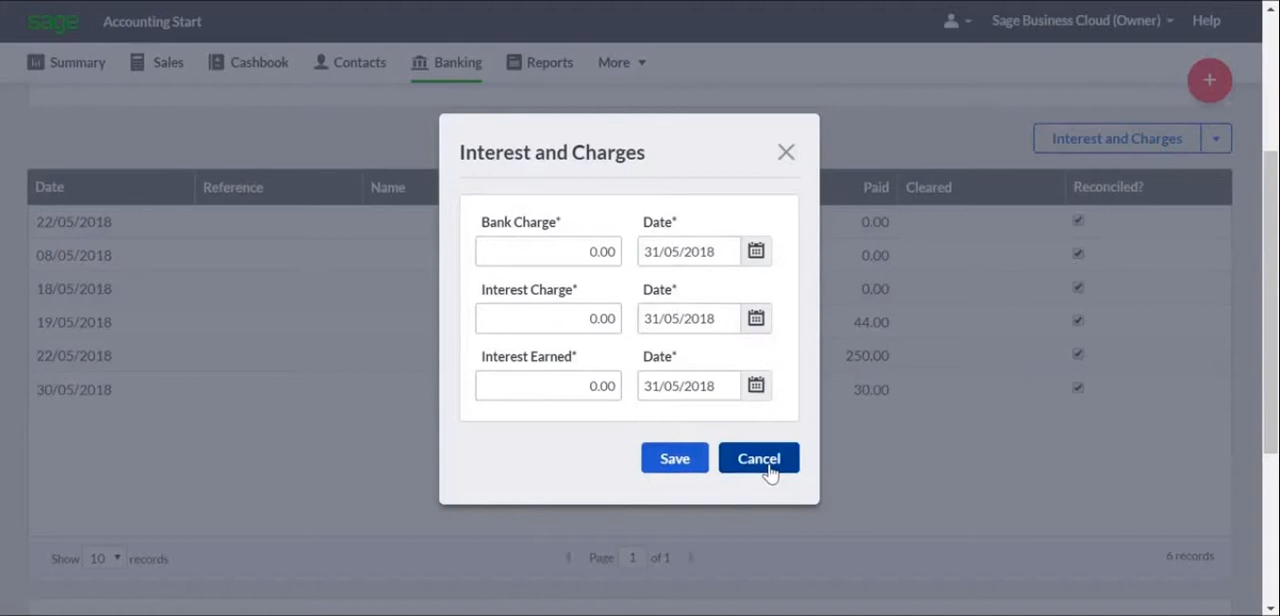 sage Accounting Start Sage Business Cloud (Owner) Help
Summary Sales Cashbook Contacts Banking Reports More
+
Interest and Charges
Interest and Charges
Date Reference Name Paid Cleared Reconciled?
Bank Charge* Date*
22/05/2018 0.00
0.00 31/05/2018
08/05/2018 0.00
Interest Charge* Date*
18/05/2018 0.00
0.00 31/05/2018
19/05/2018 44.00
Interest Earned* Date*
22/05/2018 250.00
0.00 31/05/2018
30/05/2018 30.00
Save Cancel
Show 10 records Page 1 of 1 6 records